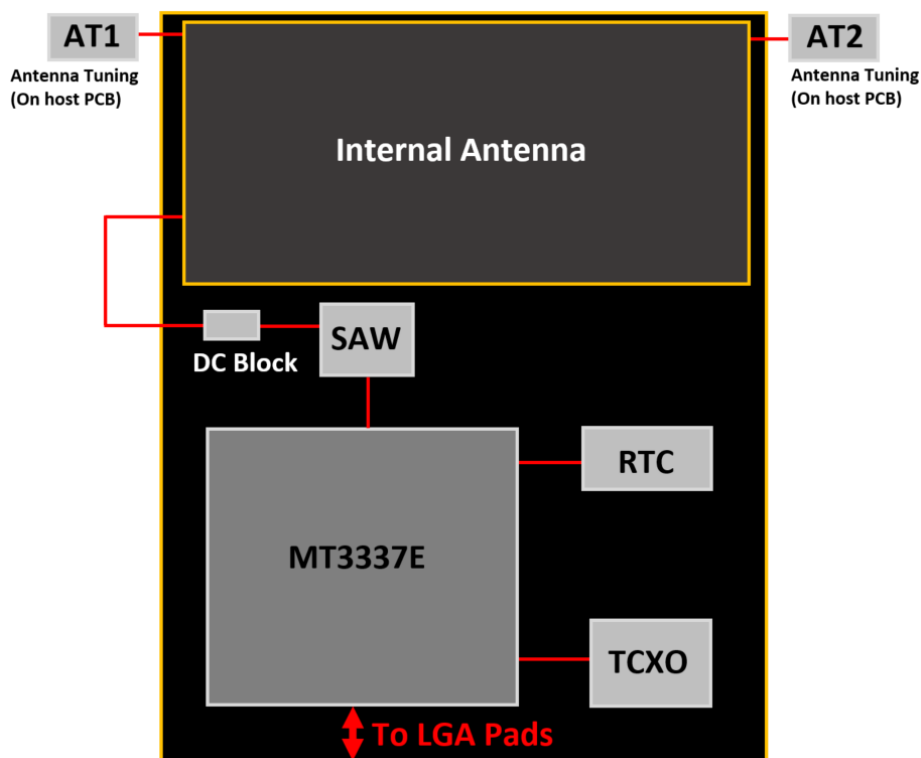 AT1
Antenna Tuning
(On host PCB)
AT2
Antenna Tuning
(On host PCB)
Internal Antenna
DC Block
SAW
MT3337E
RTC
TCXO
To LGA Pads